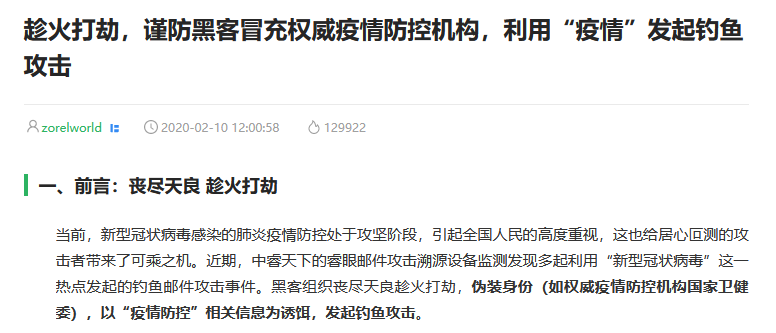 趁火打劫，谨防黑客冒充权威疫情防控机构，利用“疫情”发起钓鱼
攻击
zorelworld 2020-02-10 12:00:58 129922
一、前言：丧尽天良 趁火打劫
当前，新型冠状病毒感染的肺炎疫情防控处于攻坚阶段，引起全国人民的高度重视，这也给居心叵测的攻
击者带来了可乘之机。近期，中睿天下的睿眼邮件攻击溯源设备监测发现多起利用“新型冠状病毒”这一
热点发起的钓鱼邮件攻击事件。黑客组织丧尽天良趁火打劫，伪装身份（如权威疫情防控机构国家卫健
委），以“疫情防控”相关信息为诱饵，发起钓鱼攻击。